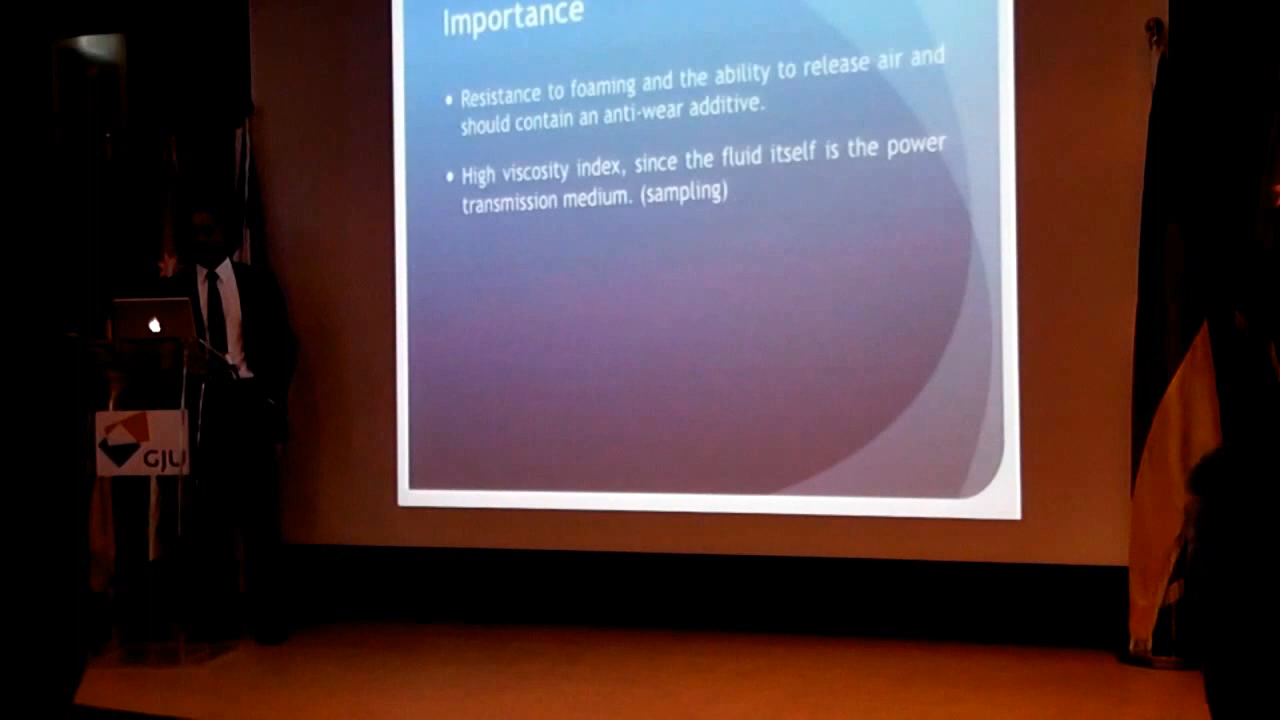 Importance
• Resistance to foaming and the ability to release air and
should contain an anti-wear additive.
• High viscosity index, since the fluid itself is the power
transmission medium. (sampling)
GJU